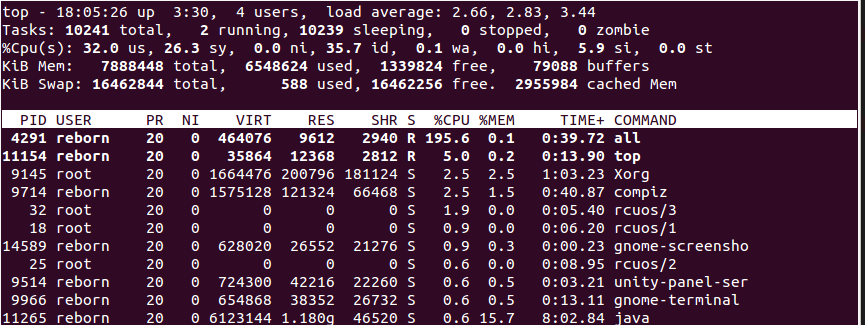 top - 18:05:26 up  3:30,  4 users,  load average: 2.66, 2.83, 3.44
Tasks: 10241 total,   2 running, 10239 sleeping,   0 stopped,   0 zombie
%Cpu(s): 32.0 us, 26.3 sy,  0.0 ni, 35.7 id,  0.1 wa,  0.0 hi,  5.9 si,  0.0 st
KiB Mem:   7888448 total,  6548624 used,  1339824 free,    79088 buffers
KiB Swap: 16462844 total,      588 used, 16462256 free.  2955984 cached Mem
PID USER      PR  NI    VIRT    RES    SHR S  %CPU %MEM     TIME+ COMMAND
4291 reborn    20   0  464076   9612   2940 R 195.6  0.1   0:39.72 all
11154 reborn    20   0   35864  12368   2812 R   5.0  0.2   0:13.90 top
9145 root      20   0 1664476 200796 181124 S   2.5  2.5   1:03.23 Xorg
9714 reborn    20   0 1575128 121324  66468 S   2.5  1.5   0:40.87 compiz
32 root      20   0       0      0      0 S   1.9  0.0   0:05.40 rcuos/3
18 root      20   0       0      0      0 S   0.9  0.0   0:06.20 rcuos/1
14589 reborn    20   0  628020  26552  21276 S   0.9  0.3   0:00.23 gnome-screensho
25 root      20   0       0      0      0 S   0.6  0.0   0:08.95 rcuos/2
9514 reborn    20   0  724300  42216  22260 S   0.6  0.5   0:03.21 unity-panel-ser
9966 reborn    20   0  654868  38352  26732 S   0.6  0.5   0:13.11 gnome-terminal
11265 reborn    20   0 6123144 1.180g  46520 S   0.6 15.7   8:02.84 java